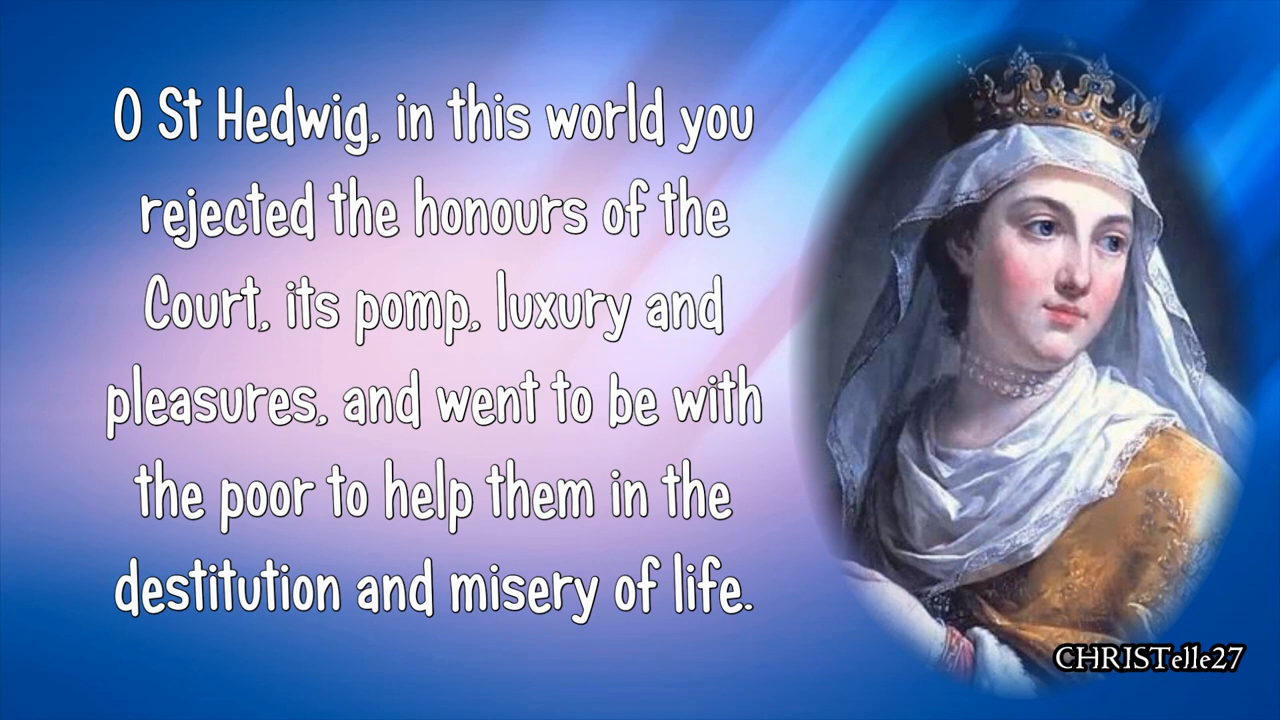 O St Hedwig, in this world you
rejected the honours of the
Court, its pomp, luxury and
pleasures, and went to be with
the poor to help them in the
destitution and misery of life.
CHRISTelle27